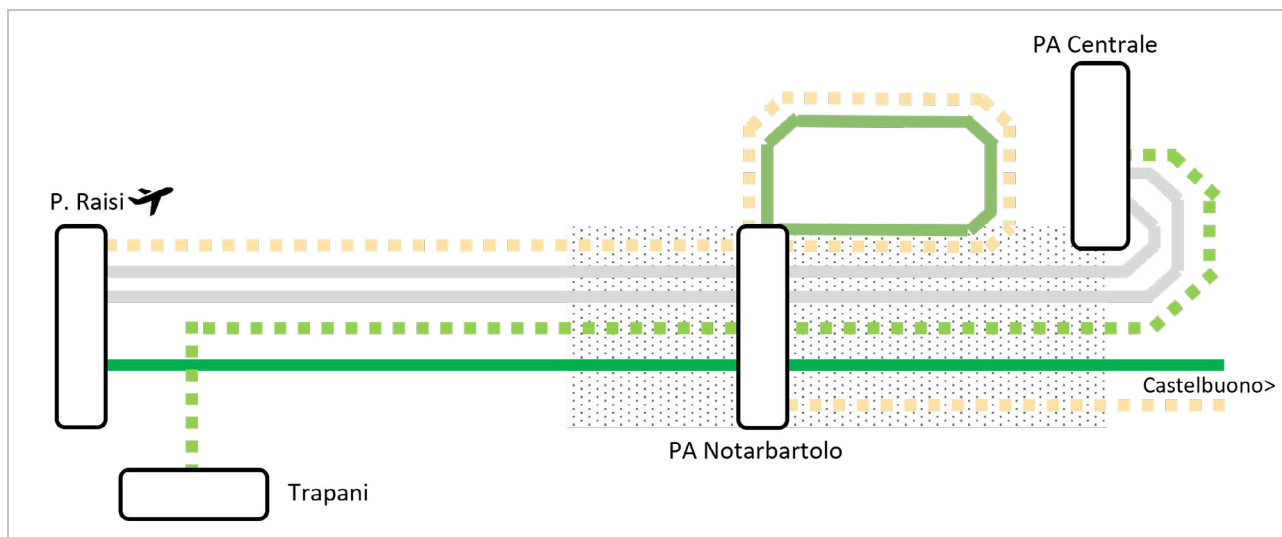 PA Centrale
P. Raisi
Castelbuono>
PA Notarbartolo
Trapani